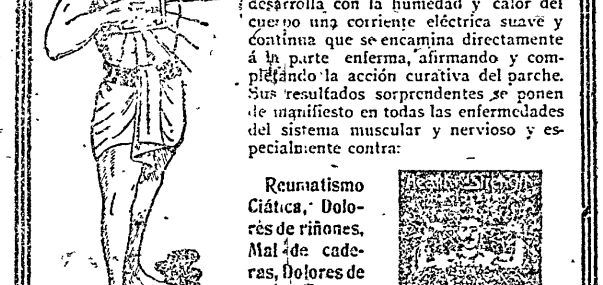 desarrolla con la humedad y calor del
cuerpo una corriente eléctrica suave y
continua que se encamina directamente
á la parte enferma, afirmando y com-
pletando la acción curativa del parche.
Sus resultados sorprendentes se ponen
de manifiesto en todas las enfermedades
del sistema muscular y nervioso y es-
pecialmente contra:
Reumatismo
Ciática, Dolo-
res de riñones,
Mal de cade-
ras, Dolores de